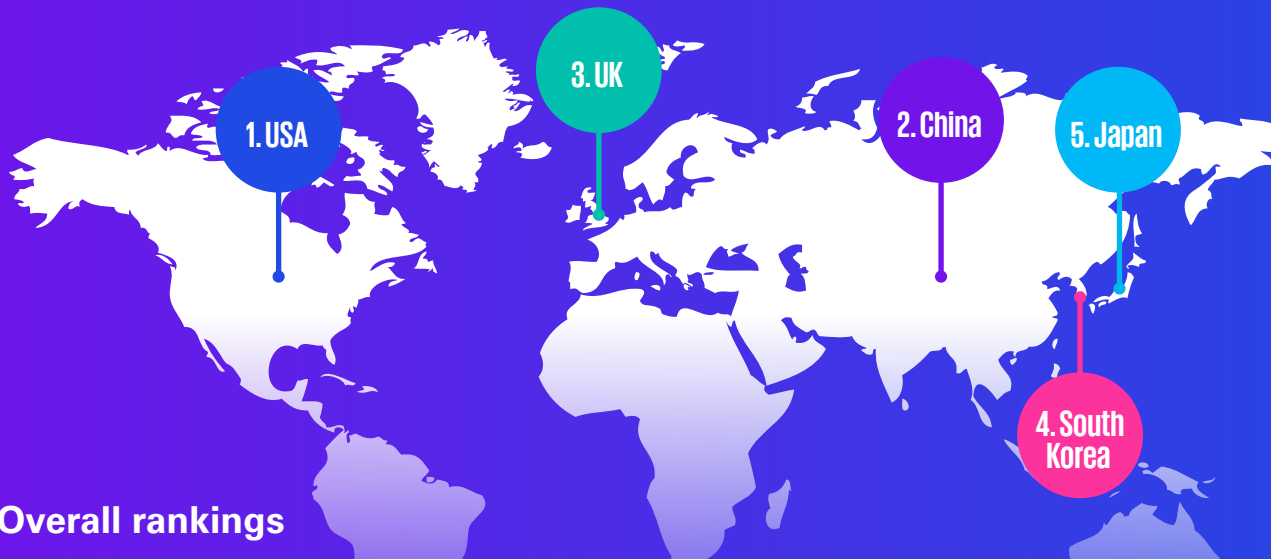 1. USA
2. China
3. UK
4. South
Korea
5. Japan
Overall rankings